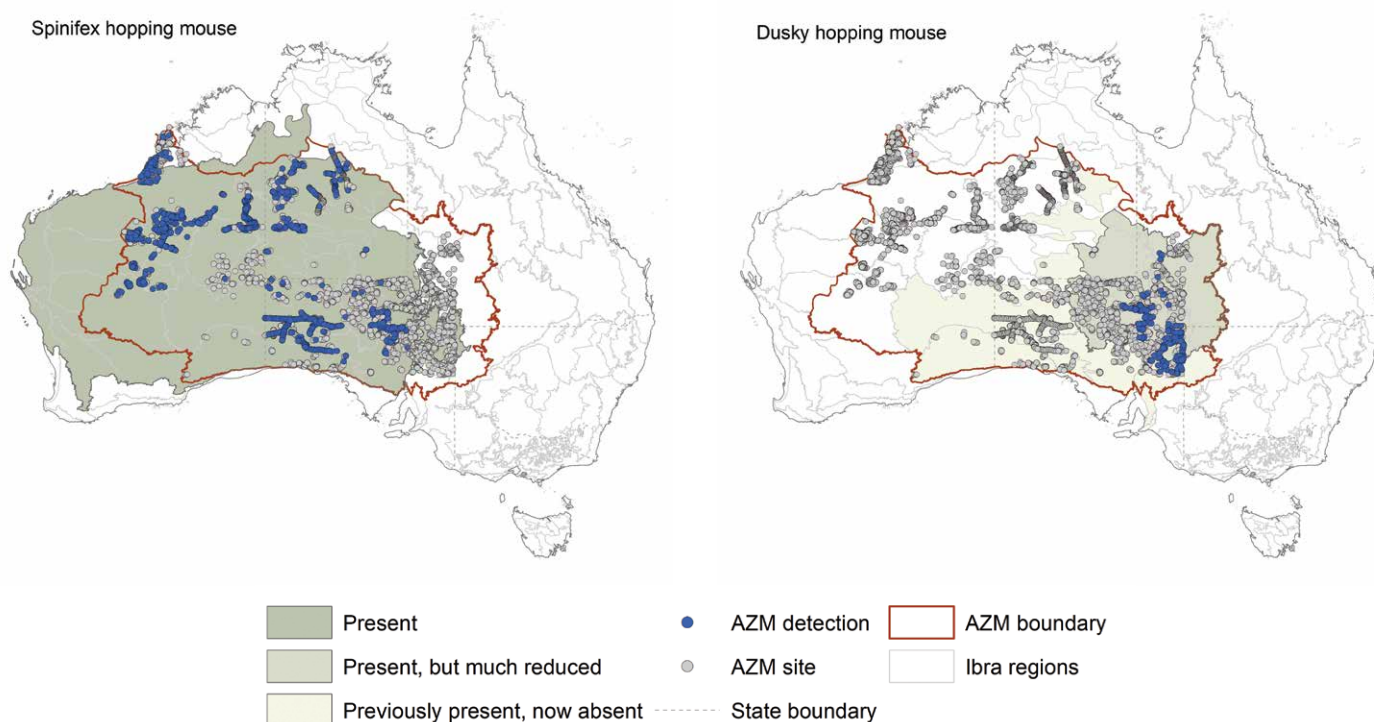 Spinifex hopping mouse
Dusky hopping mouse
Present
AZM detection
AZM boundary
Present, but much reduced
AZM site
Ibra regions
Previously present, now absent
State boundary